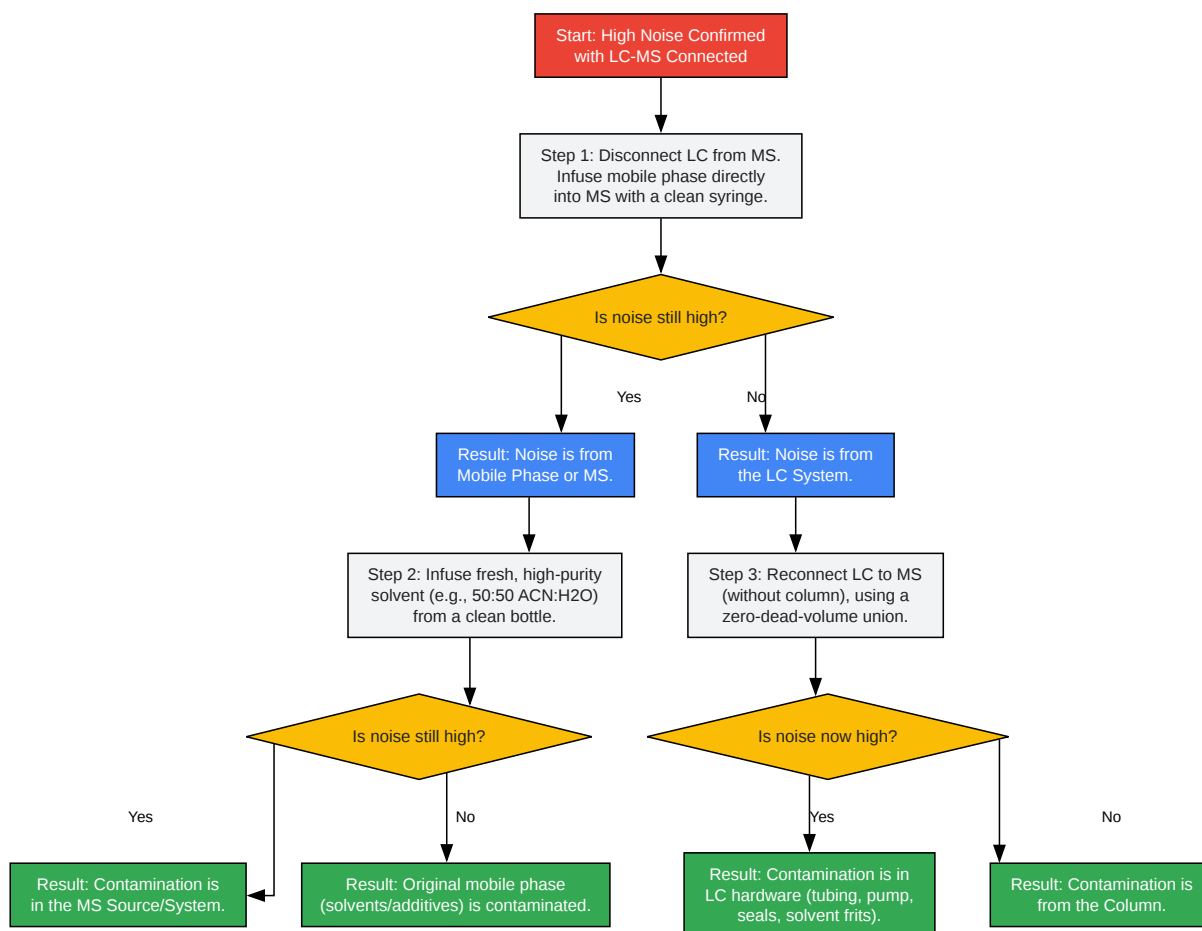 Start: High Noise Confirmed
with LC-MS Connected
Step 1: Disconnect LC from MS.
Infuse mobile phase directly
into MS with a clean syringe.
Is noise still high?
Yes
No
Result: Noise is from
Mobile Phase or MS.
Result: Noise is from
the LC System.
Step 2: Infuse fresh, high-purity
solvent (e.g., 50:50 ACN:H2O)
from a clean bottle.
Step 3: Reconnect LC to MS
(without column), using a
zero-dead-volume union.
Is noise still high?
Is noise now high?
Yes
No
Yes
No
Result: Contamination is
in the MS Source/System.
Result: Original mobile phase
(solvents/additives) is contaminated.
Result: Contamination is in
LC hardware (tubing, pump,
seals, solvent frits).
Result: Contamination is
from the Column.